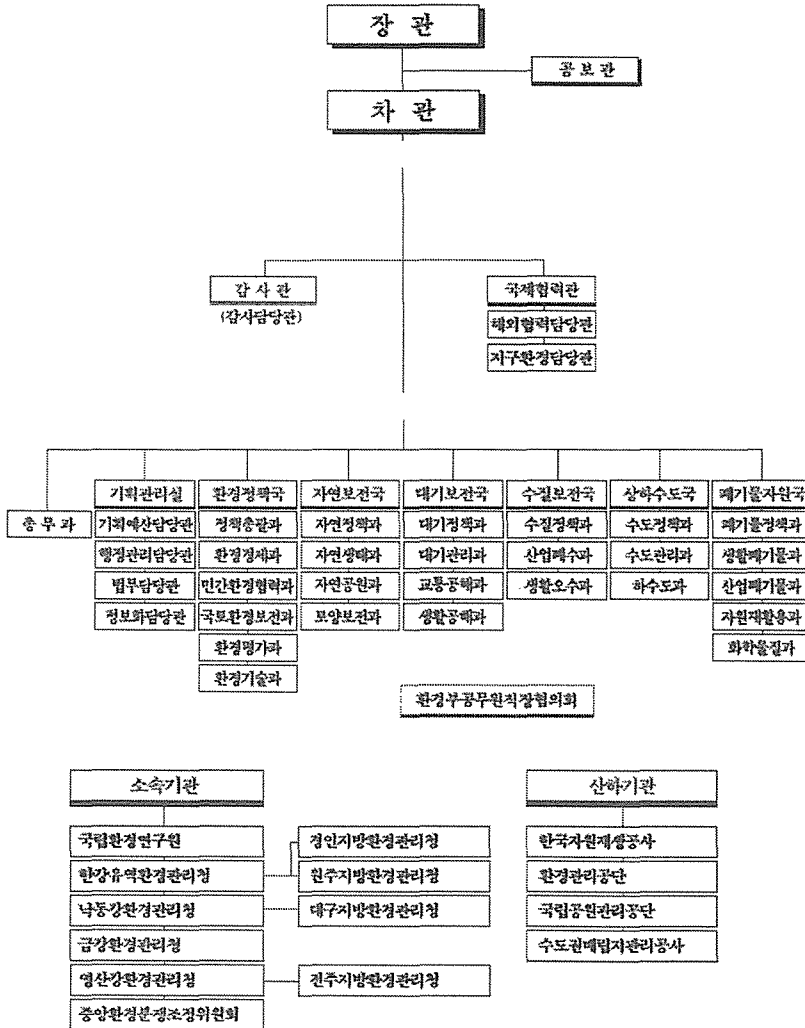 장 관
공 보 관
차 관
감 사 관
(감사담당관)
국제협력관
해외협력담당관
지구환경담당관
총 무 과
기획관리실
기획예산담당관
행정관리담당관
법무담당관
정보화담당관
환경정책국
정책총괄과
환경경제과
민간환경협력과
국토환경보전과
환경평가과
환경기술과
자연보전국
자연정책과
자연생태과
자연공원과
토양보전과
대기보전국
대기정책과
대기관리과
교통공해과
생활공해과
수질보전국
수질정책과
산업폐수과
생활오수과
상하수도국
수도정책과
수도관리과
하수도과
폐기물자원국
폐기물정책과
생활폐기물과
산업폐기물과
자원재활용과
화학물질과
환경부공무원직장협의회
소속기관
국립환경연구원
한강유역환경관리청
낙동강환경관리청
금강환경관리청
영산강환경관리청
중앙환경분쟁조정위원회
경인지방환경관리청
원주지방환경관리청
대구지방환경관리청
전주지방환경관리청
산하기관
한국자원재생공사
환경관리공단
국립공원관리공단
수도권매립지관리공사